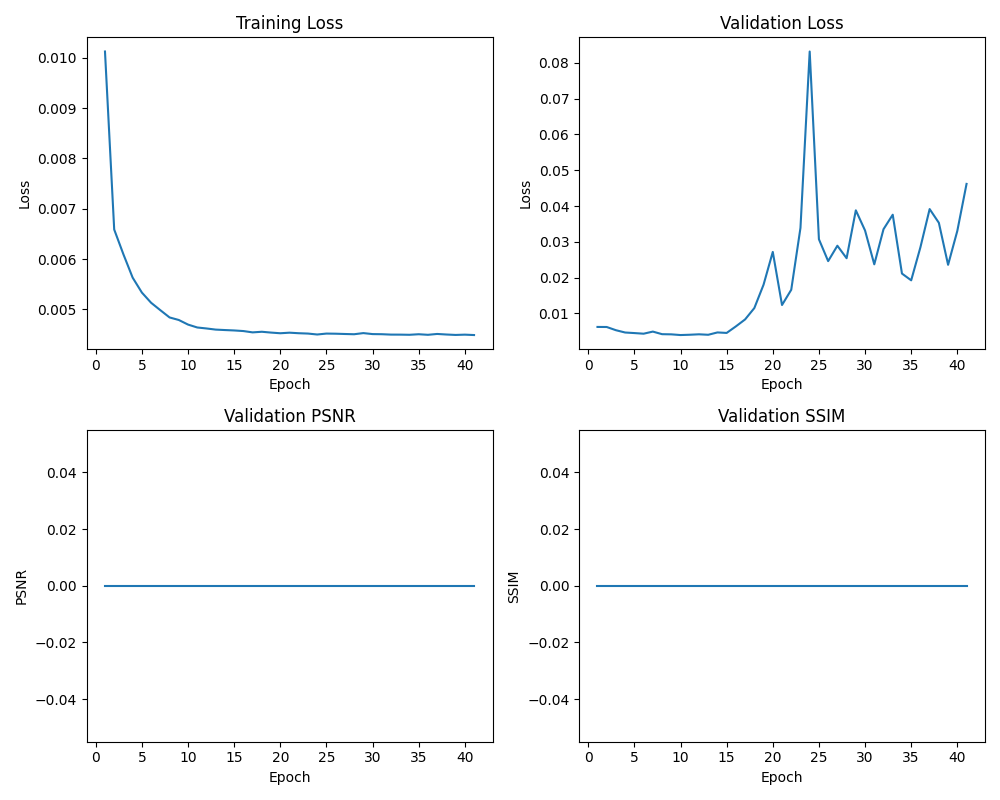 Training Loss
0.010
0.009
0.008
0.007
0.006
0.005
Loss
0 5 10 15 20 25 30 35 40
Epoch
Validation Loss
0.08
0.07
0.06
0.05
0.04
0.03
0.02
0.01
Loss
0 5 10 15 20 25 30 35 40
Epoch
Validation PSNR
0.04
0.02
0.00
−0.02
−0.04
PSNR
0 5 10 15 20 25 30 35 40
Epoch
Validation SSIM
0.04
0.02
0.00
−0.02
−0.04
SSIM
0 5 10 15 20 25 30 35 40
Epoch